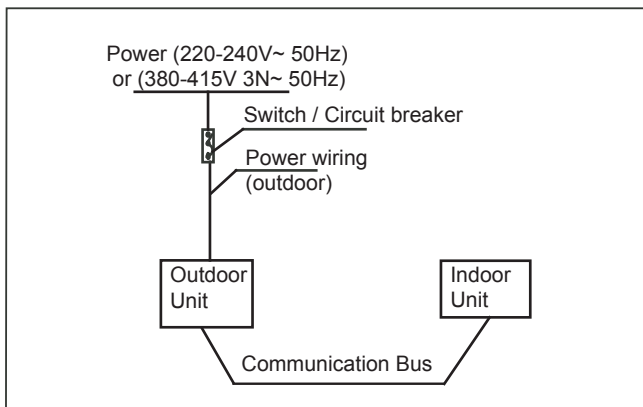 Power (220-240V~ 50Hz)
or (380-415V 3N~ 50Hz)
Switch / Circuit breaker
Power wiring
(outdoor)
Outdoor
Unit
Indoor
Unit
Communication Bus